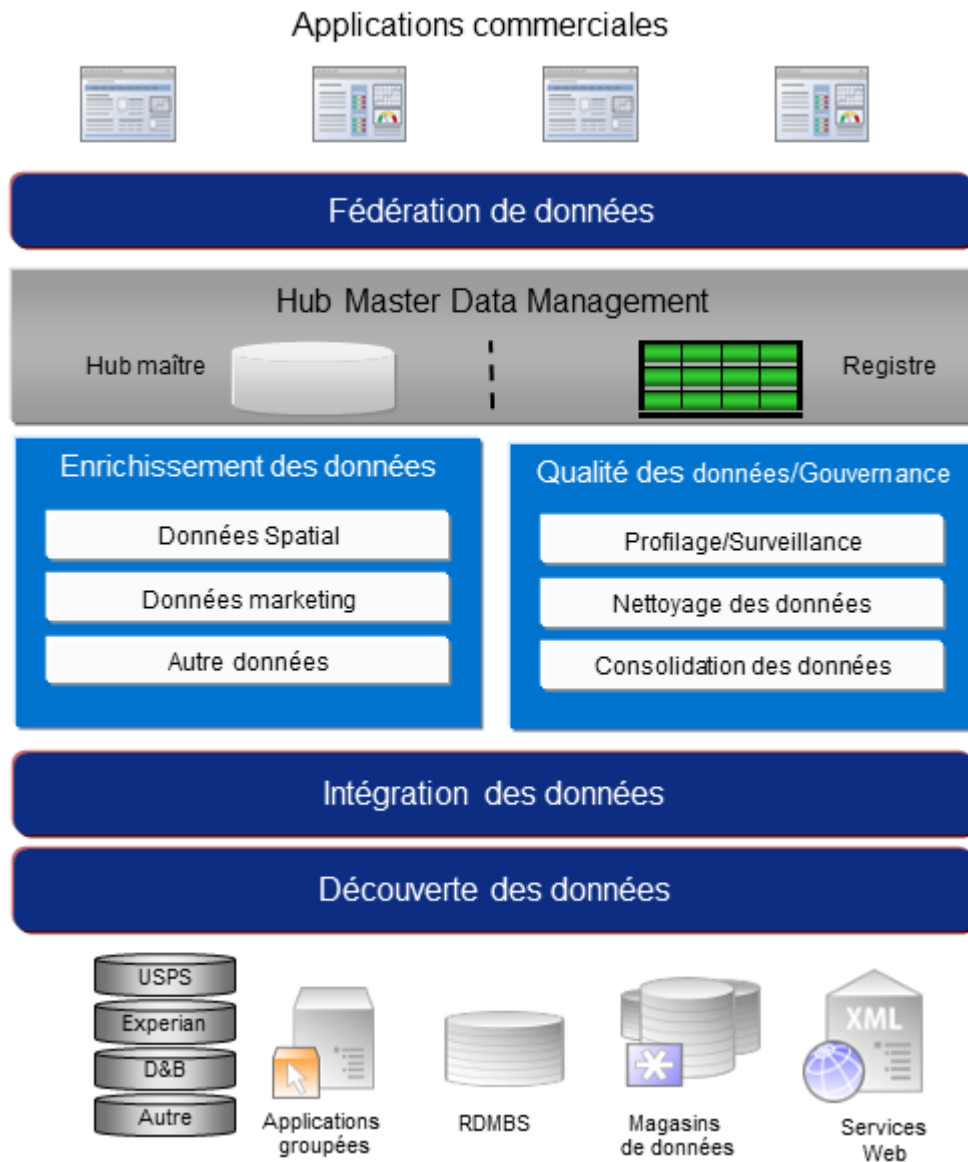 Applications commerciales
Fédération de données
Hub Master Data Management
Hub maître
Registre
Enrichissement des données
Données Spatial
Données marketing
Autre données
Qualité des données/Gouvernance
Profilage/Surveillance
Nettoyage des données
Consolidation des données
Intégration des données
Découverte des données
USPS
Experian
D&B
Autre
Applications
groupées
RDMBS
Magasins
de données
XML
Services
Web